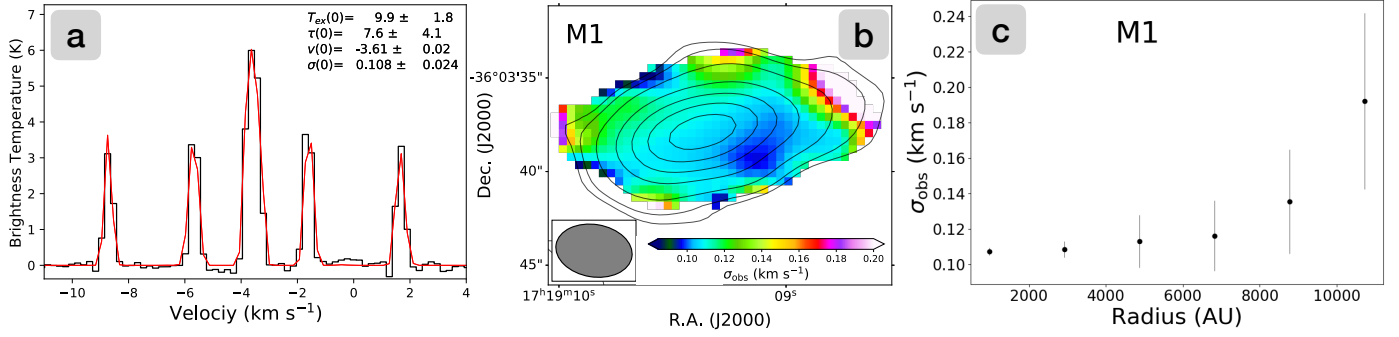 a
T_ex(0)= 9.9 ± 1.8
τ(0)= 7.6 ± 4.1
v(0)= -3.61 ± 0.02
σ(0)= 0.108 ± 0.024
Brightness Temperature (K)
7
6
5
4
3
2
1
0
−10 −8 −6 −4 −2 0 2 4
Velociy (km s⁻¹)
M1
b
Dec. (J2000)
-36°03'35"
40"
45"
0.10 0.12 0.14 0.16 0.18 0.20
σ_obs (km s⁻¹)
17ʰ19ᵐ10ˢ 09ˢ
R.A. (J2000)
c
M1
σ_obs (km s⁻¹)
0.24
0.22
0.20
0.18
0.16
0.14
0.12
0.10
2000 4000 6000 8000 10000
Radius (AU)